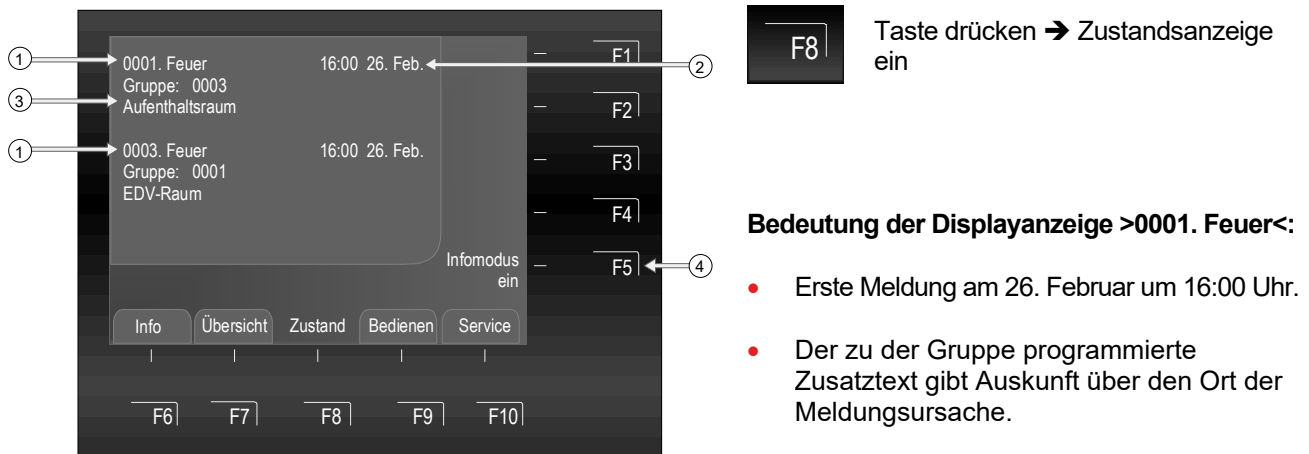 1
0001. Feuer 16:00 26. Feb.
2
Gruppe: 0003
3
Aufenthaltsraum
1
0003. Feuer 16:00 26. Feb.
Gruppe: 0001
EDV-Raum
Infomodus
ein
4
Info Übersicht Zustand Bedienen Service
F1
F2
F3
F4
F5
F6 F7 F8 F9 F10
F8
Taste drücken ➔ Zustandsanzeige
ein
Bedeutung der Displayanzeige >0001. Feuer<:
• Erste Meldung am 26. Februar um 16:00 Uhr.
• Der zu der Gruppe programmierte
Zusatztext gibt Auskunft über den Ort der
Meldungsursache.